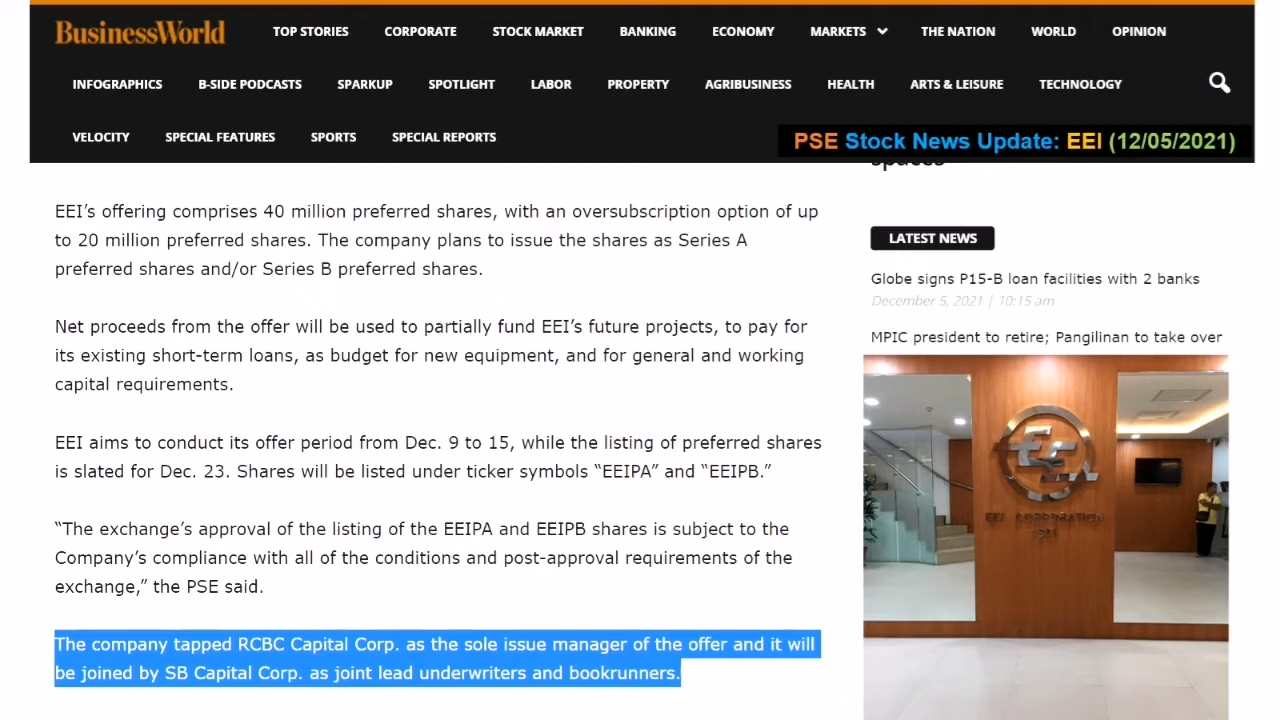 BusinessWorld
TOP STORIES CORPORATE STOCK MARKET BANKING ECONOMY MARKETS THE NATION WORLD OPINION
INFOGRAPHICS B-SIDE PODCASTS SPARKUP SPOTLIGHT LABOR PROPERTY AGRIBUSINESS HEALTH ARTS & LEISURE TECHNOLOGY
VELOCITY SPECIAL FEATURES SPORTS SPECIAL REPORTS
PSE Stock News Update: EEI (12/05/2021)
spaces
EEI’s offering comprises 40 million preferred shares, with an oversubscription option of up
to 20 million preferred shares. The company plans to issue the shares as Series A
preferred shares and/or Series B preferred shares.
Net proceeds from the offer will be used to partially fund EEI’s future projects, to pay for
its existing short-term loans, as budget for new equipment, and for general and working
capital requirements.
EEI aims to conduct its offer period from Dec. 9 to 15, while the listing of preferred shares
is slated for Dec. 23. Shares will be listed under ticker symbols “EEIPA” and “EEIPB.”
“The exchange’s approval of the listing of the EEIPA and EEIPB shares is subject to the
Company’s compliance with all of the conditions and post-approval requirements of the
exchange,” the PSE said.
The company tapped RCBC Capital Corp. as the sole issue manager of the offer and it will
be joined by SB Capital Corp. as joint lead underwriters and bookrunners.
LATEST NEWS
Globe signs P15-B loan facilities with 2 banks
December 5, 2021 | 10:15 am
MPIC president to retire; Pangilinan to take over
EEI CORPORATION
1931